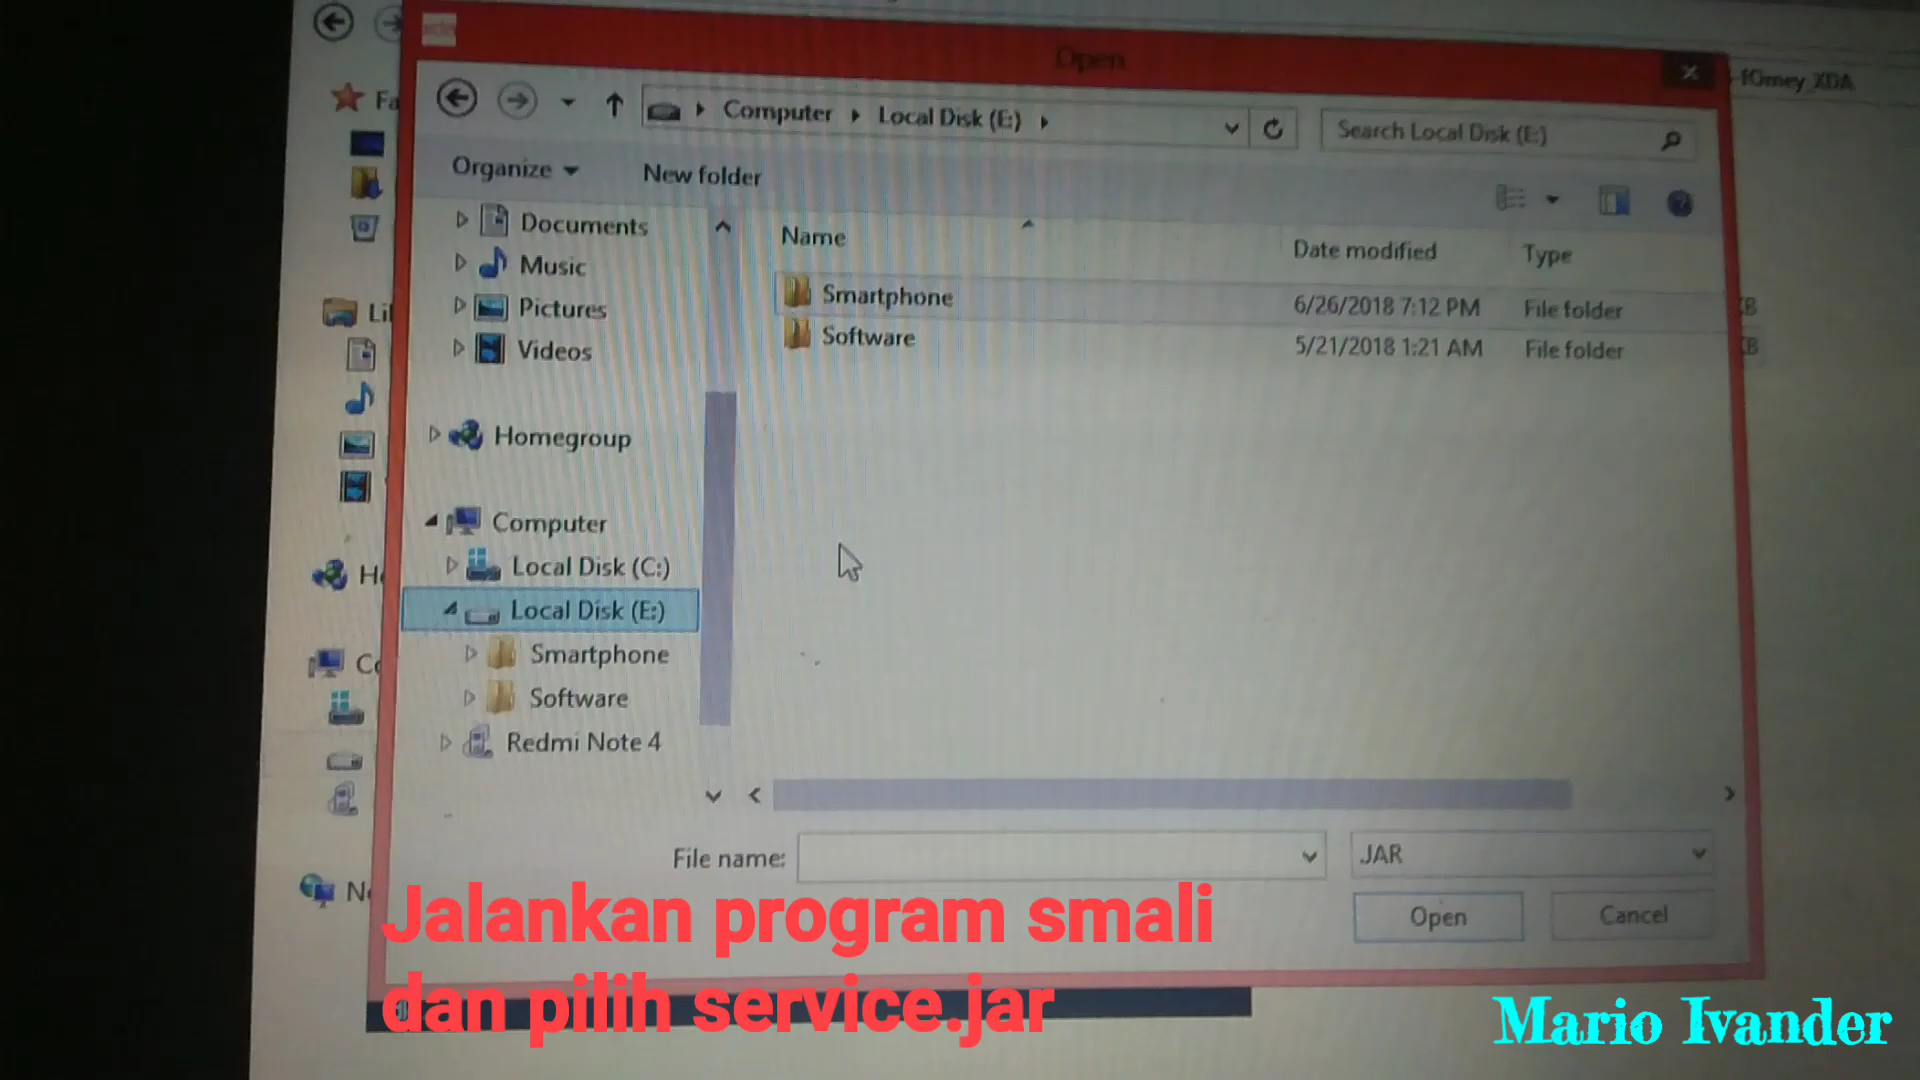 Open
f0mey_XDA
Computer Local Disk (E:)
Search Local Disk (E:)
Organize
New folder
Documents
Music
Pictures
Videos
Homegroup
Computer
Local Disk (C:)
Local Disk (E:)
Smartphone
Software
Redmi Note 4
Name Date modified Type
Smartphone 6/26/2018 7:12 PM File folder
Software 5/21/2018 1:21 AM File folder
File name:
JAR
Open
Cancel
Jalankan program smali
dan pilih service.jar
Mario Ivander